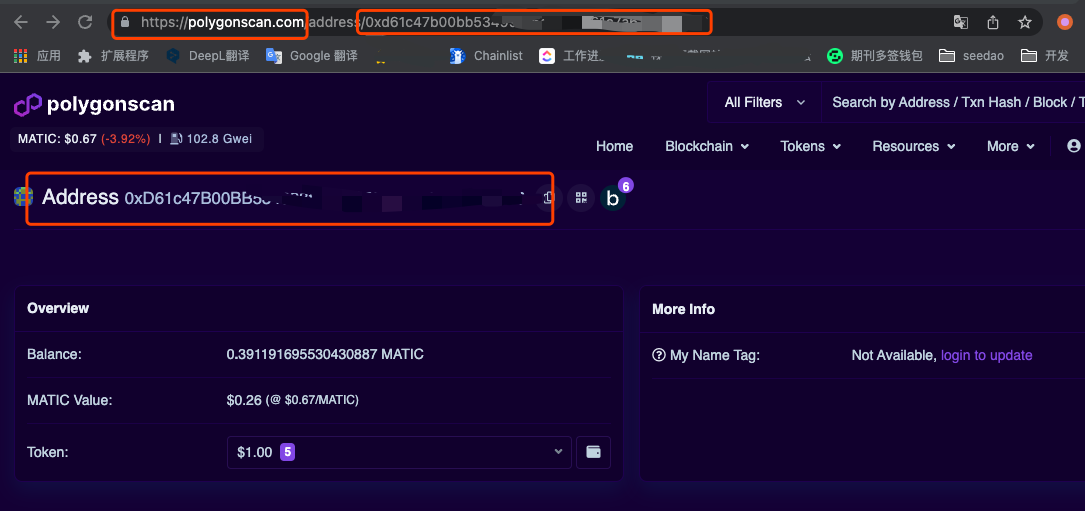 https://polygonscan.com/address/0xd61c47b00bb534
应用 扩展程序 DeepL翻译 Google 翻译 Chainlist 工作进 期刊多签钱包 seedao 开发
polygonscan
All Filters Search by Address / Txn Hash / Block / T
MATIC: $0.67 (-3.92%) | 102.8 Gwei
Home Blockchain Tokens Resources More
Address 0xD61c47B00BB5
b 6
Overview
Balance: 0.391191695530430887 MATIC
MATIC Value: $0.26 (@ $0.67/MATIC)
Token: $1.00 5
More Info
My Name Tag: Not Available, login to update